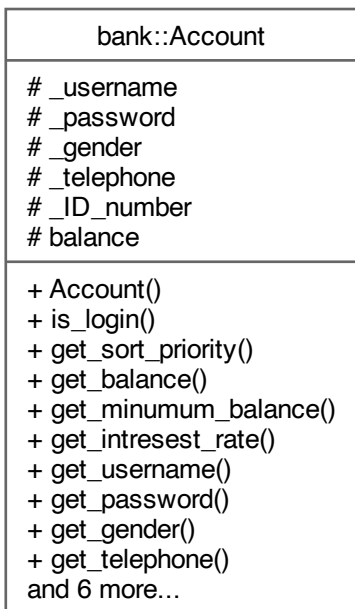 bank::Account
# _username
# _password
# _gender
# _telephone
# _ID_number
# balance
+ Account()
+ is_login()
+ get_sort_priority()
+ get_balance()
+ get_minumum_balance()
+ get_intresest_rate()
+ get_username()
+ get_password()
+ get_gender()
+ get_telephone()
and 6 more...